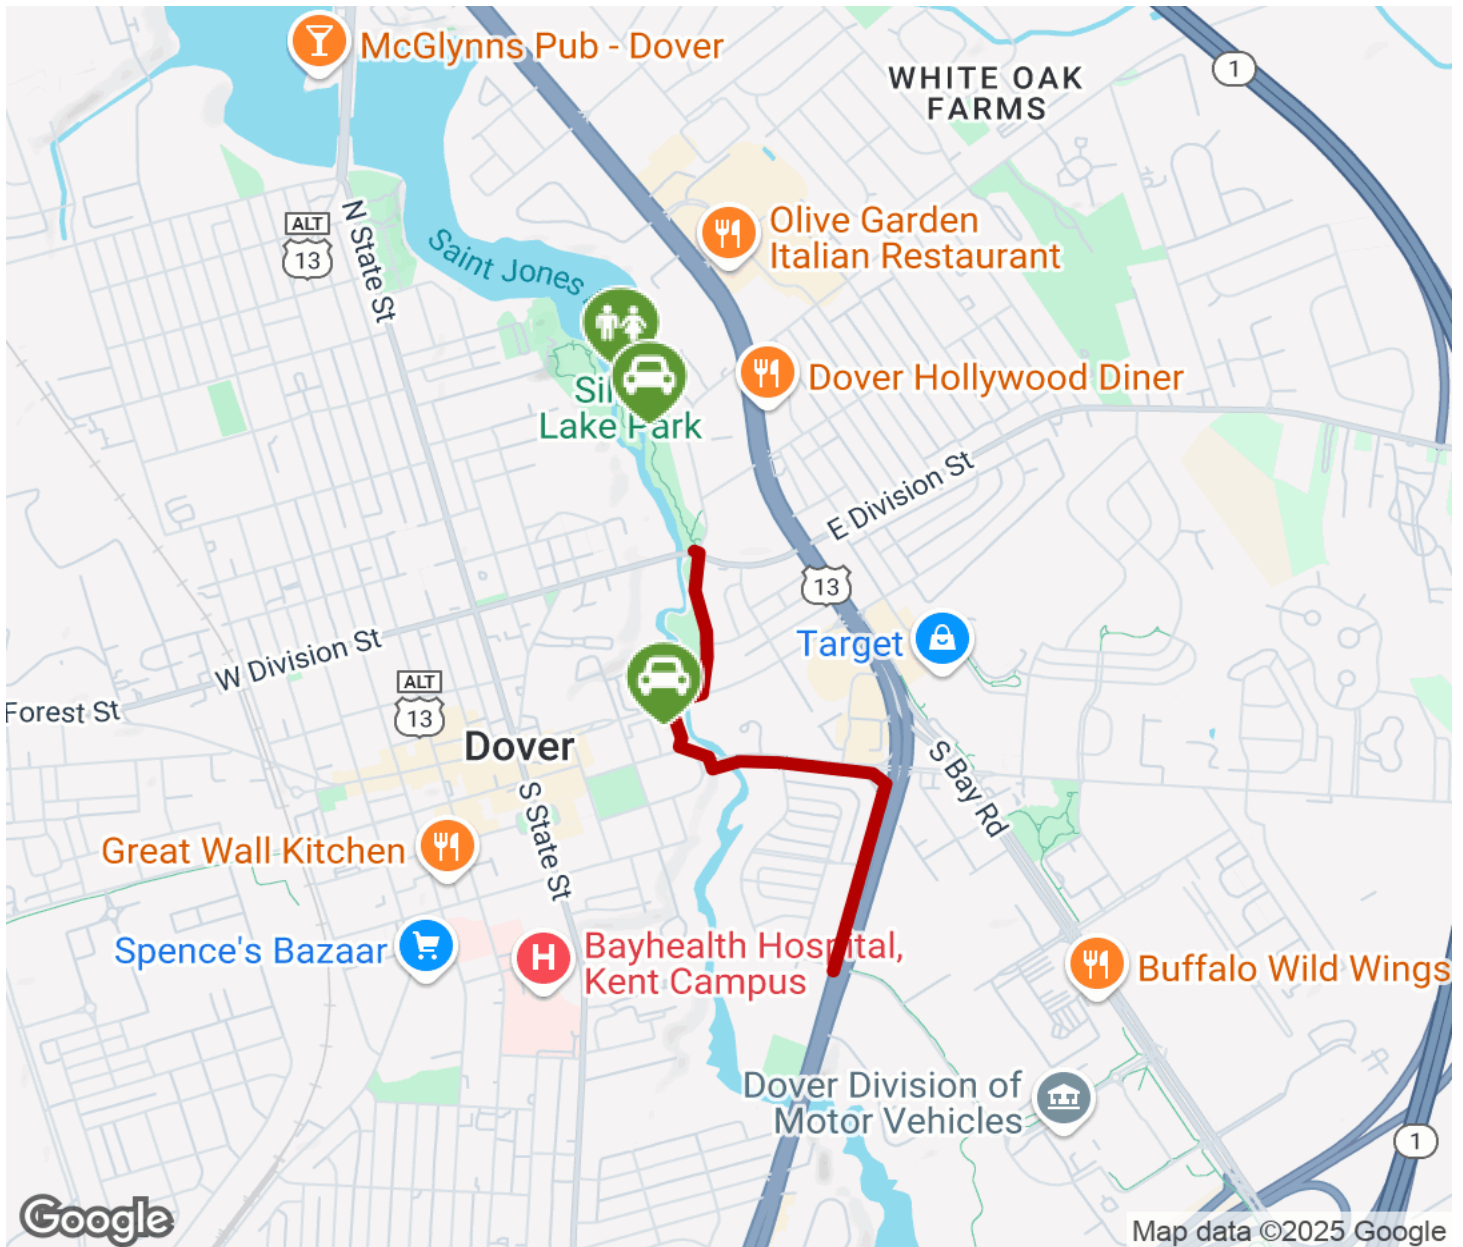 McGlynns Pub - Dover
WHITE OAK
FARMS
1
ALT
13
N State St
Saint Jones
Olive Garden
Italian Restaurant
Dover Hollywood Diner
Lake Park
E Division St
13
Target
W Division St
Forest St
ALT
13
Dover
S Bay Rd
S State St
Great Wall Kitchen
Spence's Bazaar
H
Bayhealth Hospital,
Kent Campus
Buffalo Wild Wings
Dover Division of
Motor Vehicles
1
Google
Map data ©2025 Google